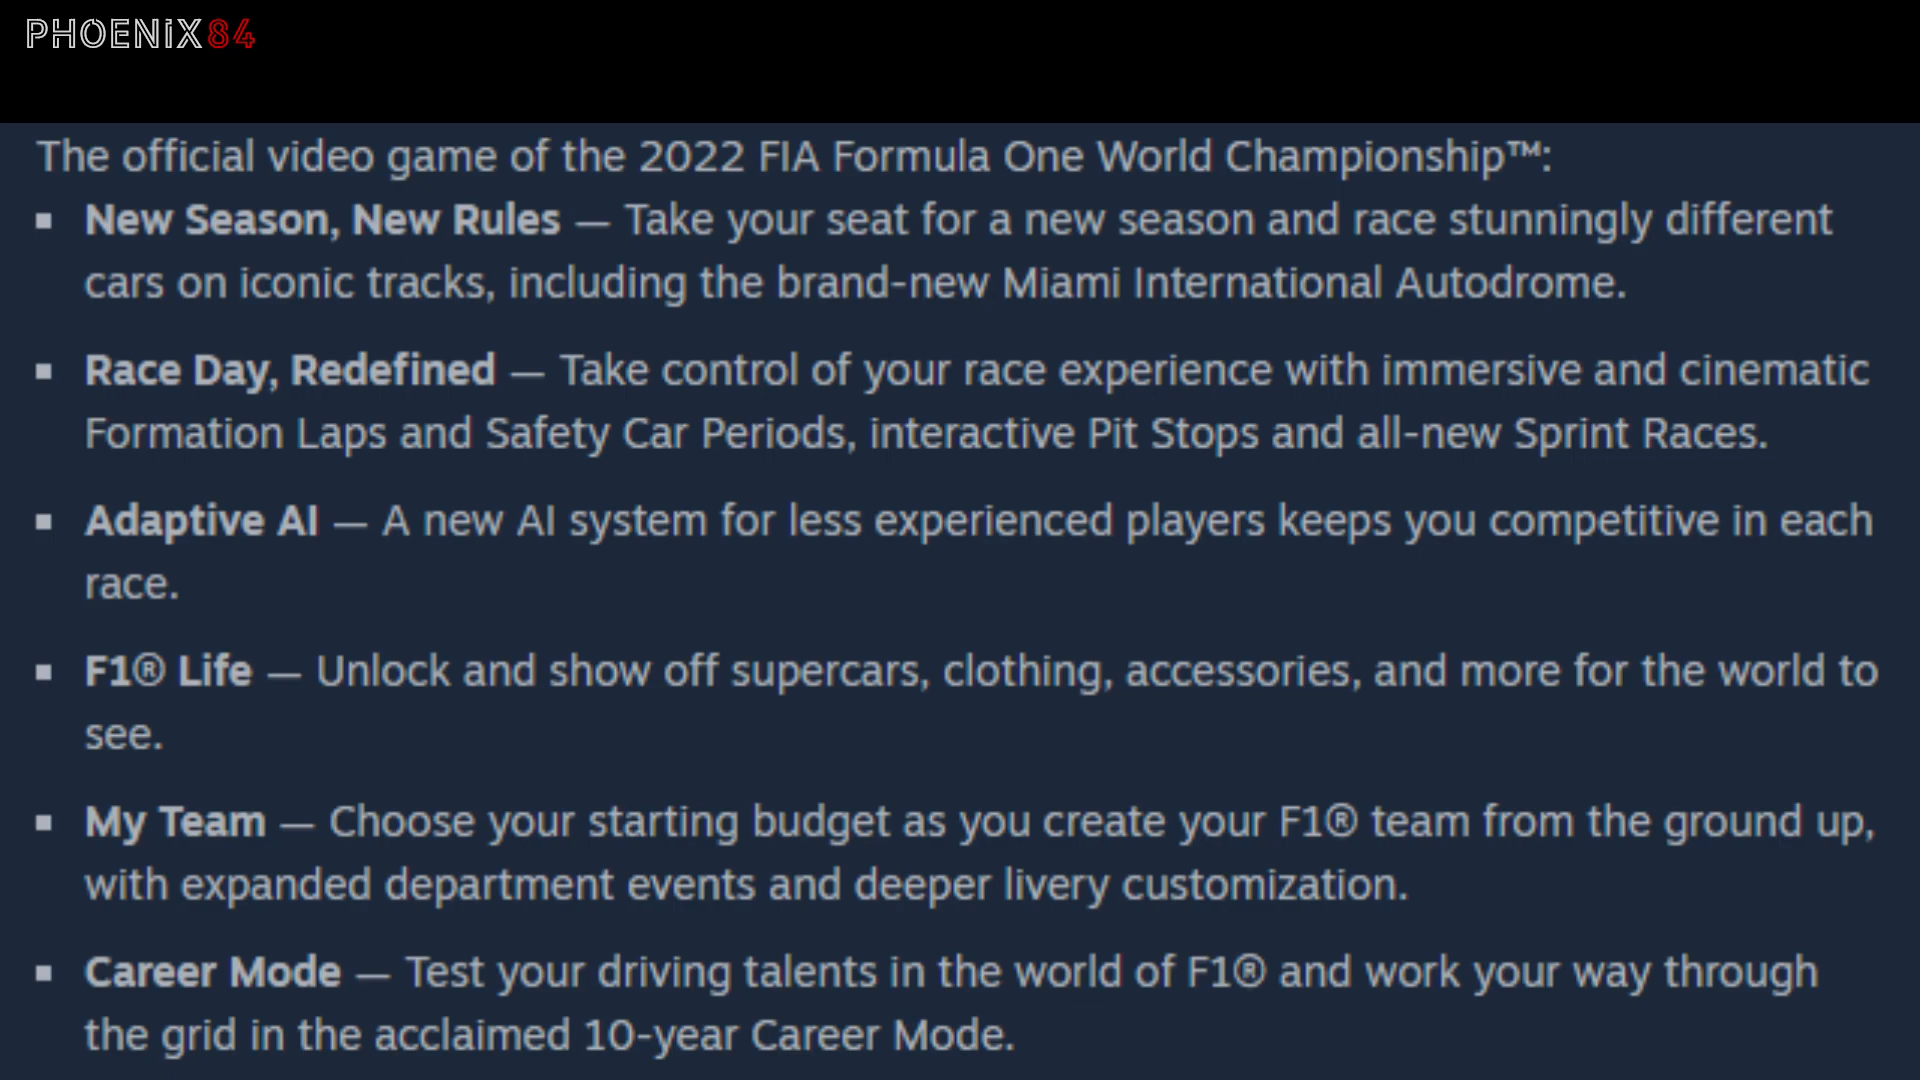 PHOENiX84
The official video game of the 2022 FIA Formula One World Championship™:
▪ New Season, New Rules — Take your seat for a new season and race stunningly different
cars on iconic tracks, including the brand-new Miami International Autodrome.
▪ Race Day, Redefined — Take control of your race experience with immersive and cinematic
Formation Laps and Safety Car Periods, interactive Pit Stops and all-new Sprint Races.
▪ Adaptive AI — A new AI system for less experienced players keeps you competitive in each
race.
▪ F1® Life — Unlock and show off supercars, clothing, accessories, and more for the world to
see.
▪ My Team — Choose your starting budget as you create your F1® team from the ground up,
with expanded department events and deeper livery customization.
▪ Career Mode — Test your driving talents in the world of F1® and work your way through
the grid in the acclaimed 10-year Career Mode.